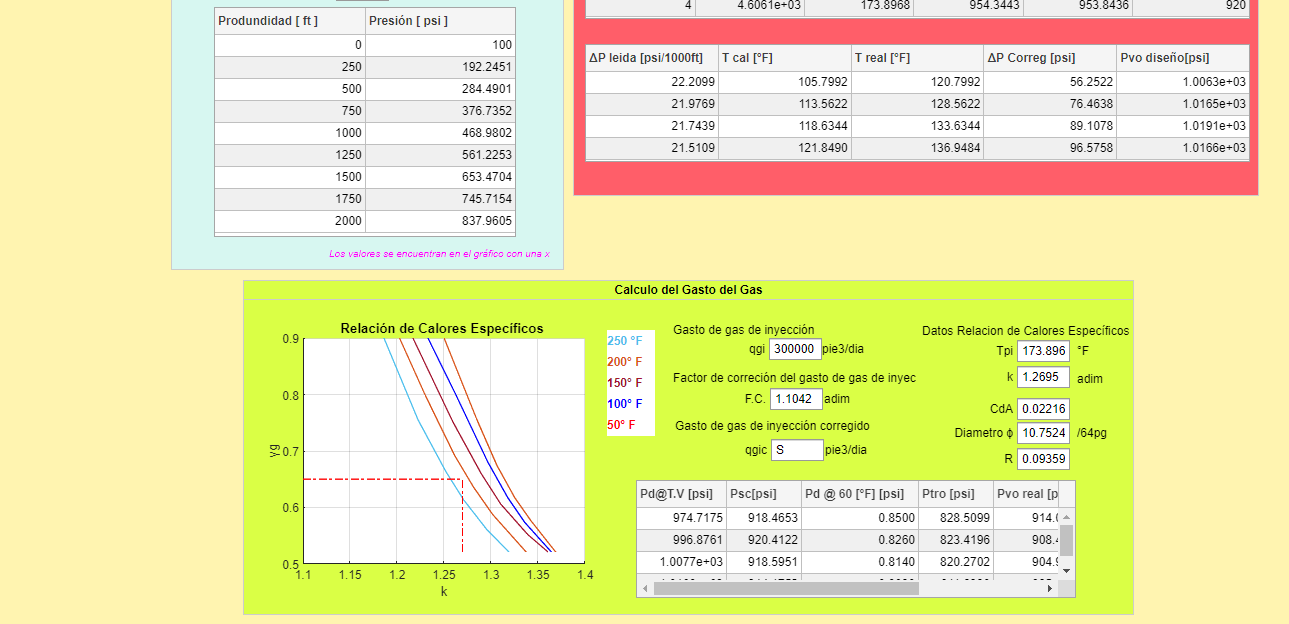 Produndidad [ ft ] Presión [ psi ]
0 100
250 192.2451
500 284.4901
750 376.7352
1000 468.9802
1250 561.2253
1500 653.4704
1750 745.7154
2000 837.9605
Los valores se encuentran en el gráfico con una x
4 4.6061e+03 173.8968 954.3443 953.8436 920
ΔP leida [psi/1000ft] T cal [°F] T real [°F] ΔP Correg [psi] Pvo diseño[psi]
22.2099 105.7992 120.7992 56.2522 1.0063e+03
21.9769 113.5622 128.5622 76.4638 1.0165e+03
21.7439 118.6344 133.6344 89.1078 1.0191e+03
21.5109 121.8490 136.9484 96.5758 1.0166e+03
Calculo del Gasto del Gas
Relación de Calores Específicos
0.9
0.8
0.7
0.6
0.5
γg
1.1 1.15 1.2 1.25 1.3 1.35 1.4
k
250 °F
200° F
150° F
100° F
50° F
Gasto de gas de inyección
qgi 300000 pie3/dia
Factor de correción del gasto de gas de inyec
F.C. 1.1042 adim
Gasto de gas de inyección corregido
qgic S pie3/dia
Datos Relacion de Calores Específicos
Tpi 173.896 °F
k 1.2695 adim
CdA 0.02216
Diametro ϕ 10.7524 /64pg
R 0.09359
Pd@T.V [psi] Psc[psi] Pd @ 60 [°F] [psi] Ptro [psi] Pvo real [p
974.7175 918.4653 0.8500 828.5099 914.0
996.8761 920.4122 0.8260 823.4196 908.4
1.0077e+03 918.5951 0.8140 820.2702 904.9